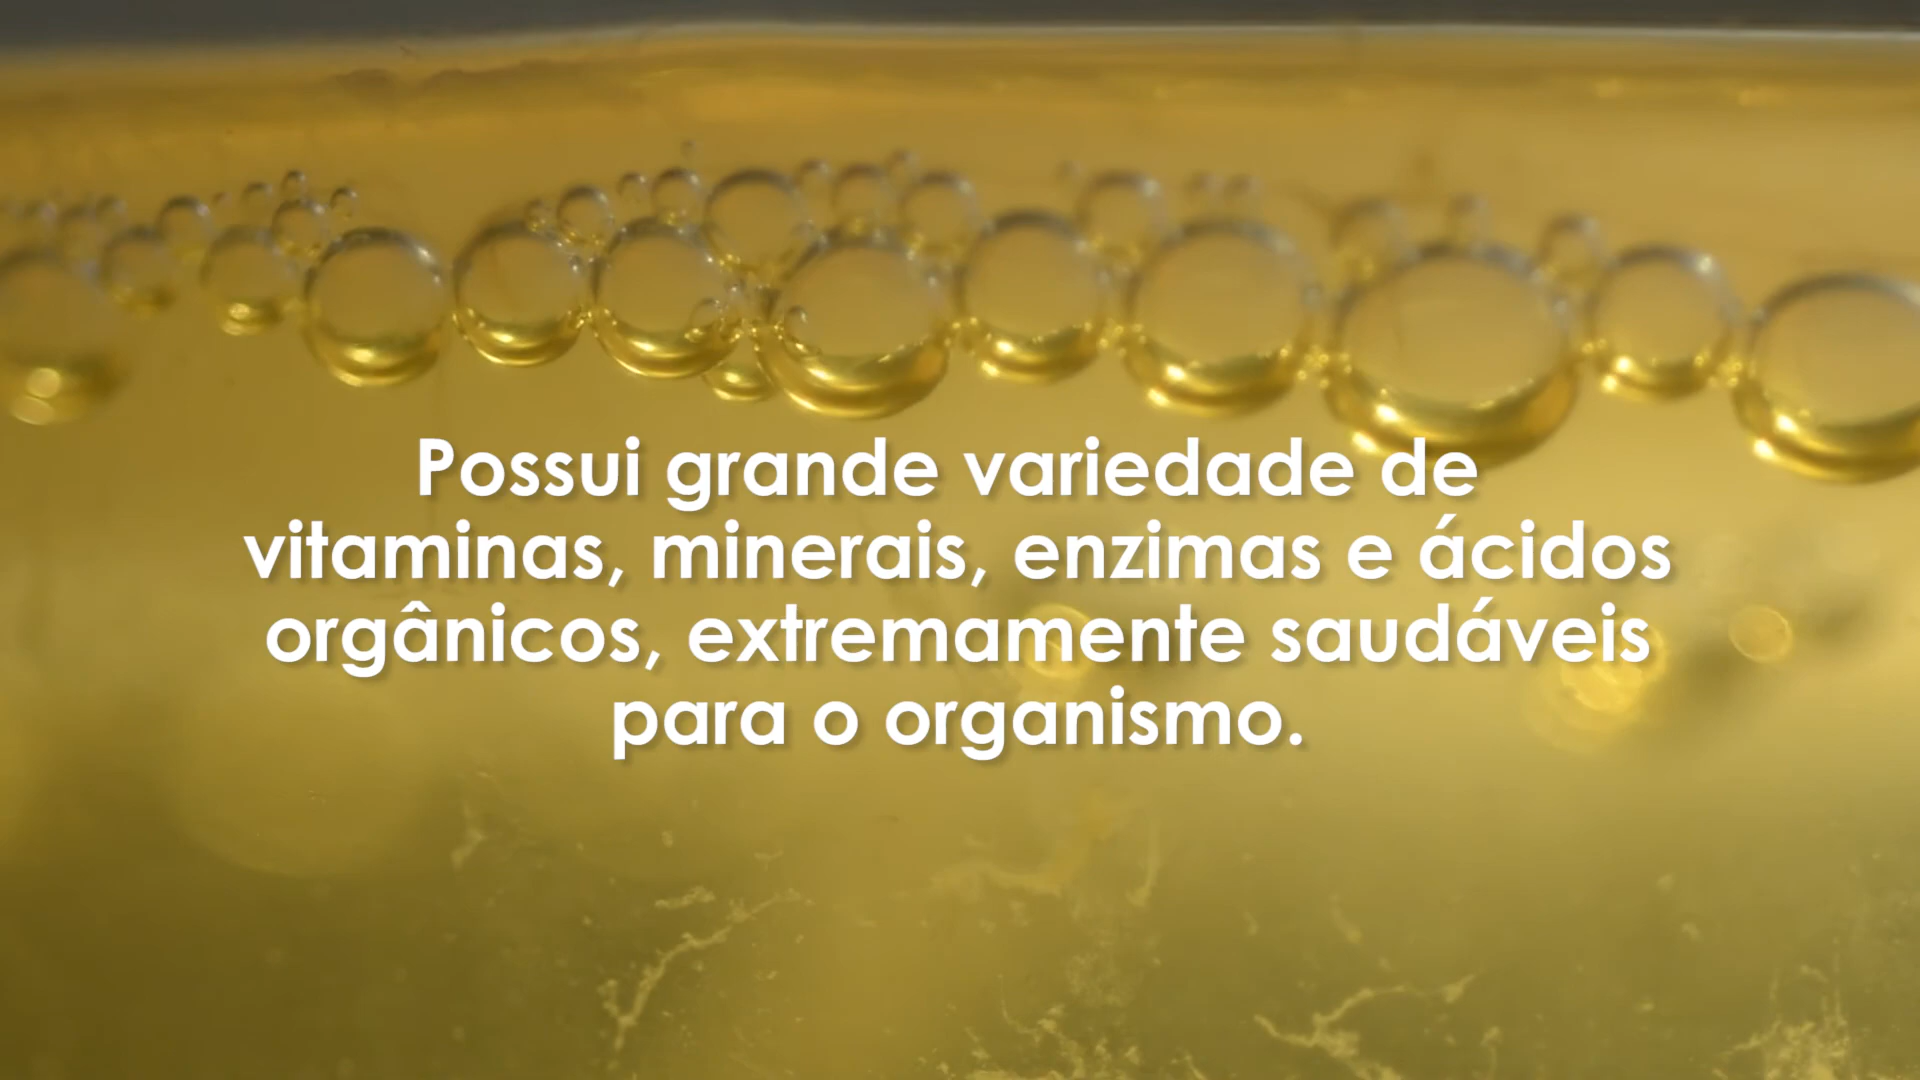 Possui grande variedade de
vitaminas, minerais, enzimas e ácidos
orgânicos, extremamente saudáveis
para o organismo.